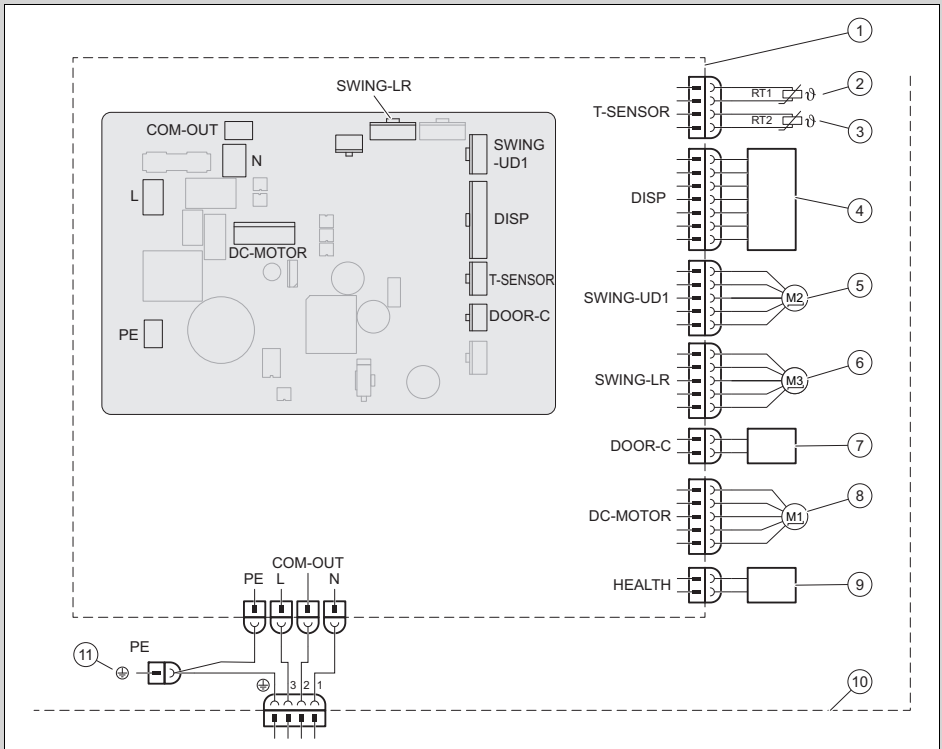 1
SWING-LR
RT1 ϑ 2
COM-OUT
T-SENSOR
RT2 ϑ 3
N
SWING
-UD1
L
DISP
DISP 4
DC-MOTOR
T-SENSOR
SWING-UD1 M2 5
DOOR-C
PE
SWING-LR M3 6
DOOR-C 7
DC-MOTOR M1 8
COM-OUT
PE L N
HEALTH 9
11 PE
3 2 1
10